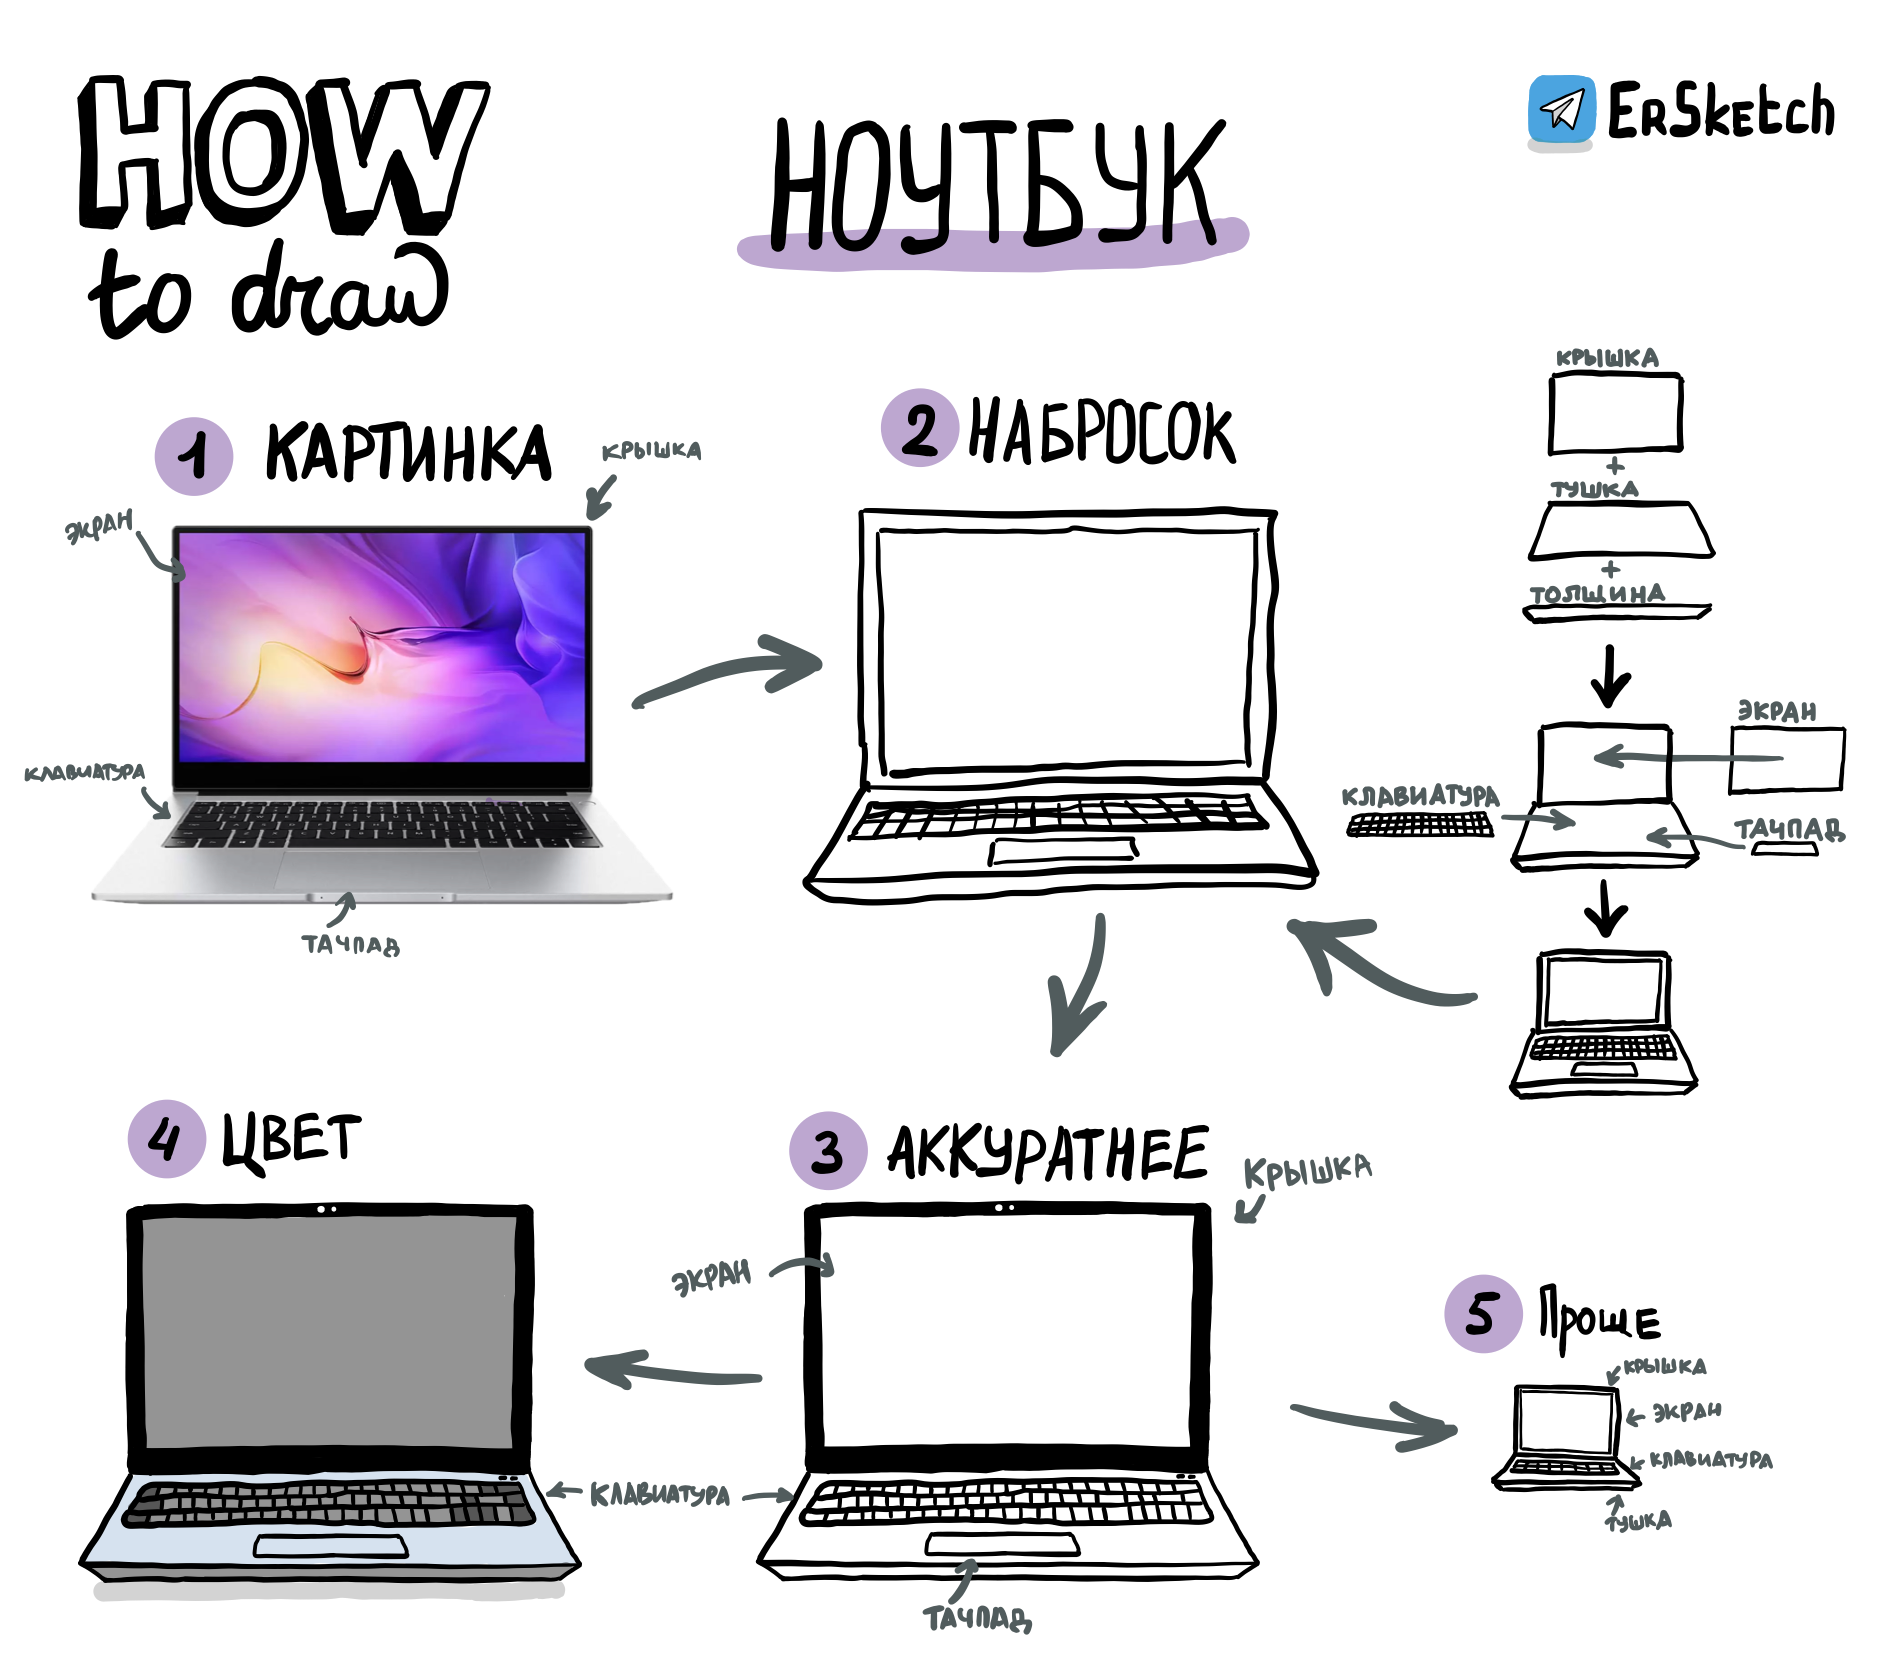 HOW
to draw
НОУТБУК
ErSketch
1 КАРТИНКА
КРЫШКА
ЭКРАН
КЛАВИАТУРА
ТАЧПАД
2 НАБРОСОК
КРЫШКА
+
ТУШКА
+
ТОЛЩИНА
ЭКРАН
КЛАВИАТУРА
ТАЧПАД
3 АККУРАТНЕЕ
КРЫШКА
ЭКРАН
КЛАВИАТУРА
ТАЧПАД
4 ЦВЕТ
5 Проще
КРЫШКА
ЭКРАН
КЛАВИАТУРА
ТУШКА